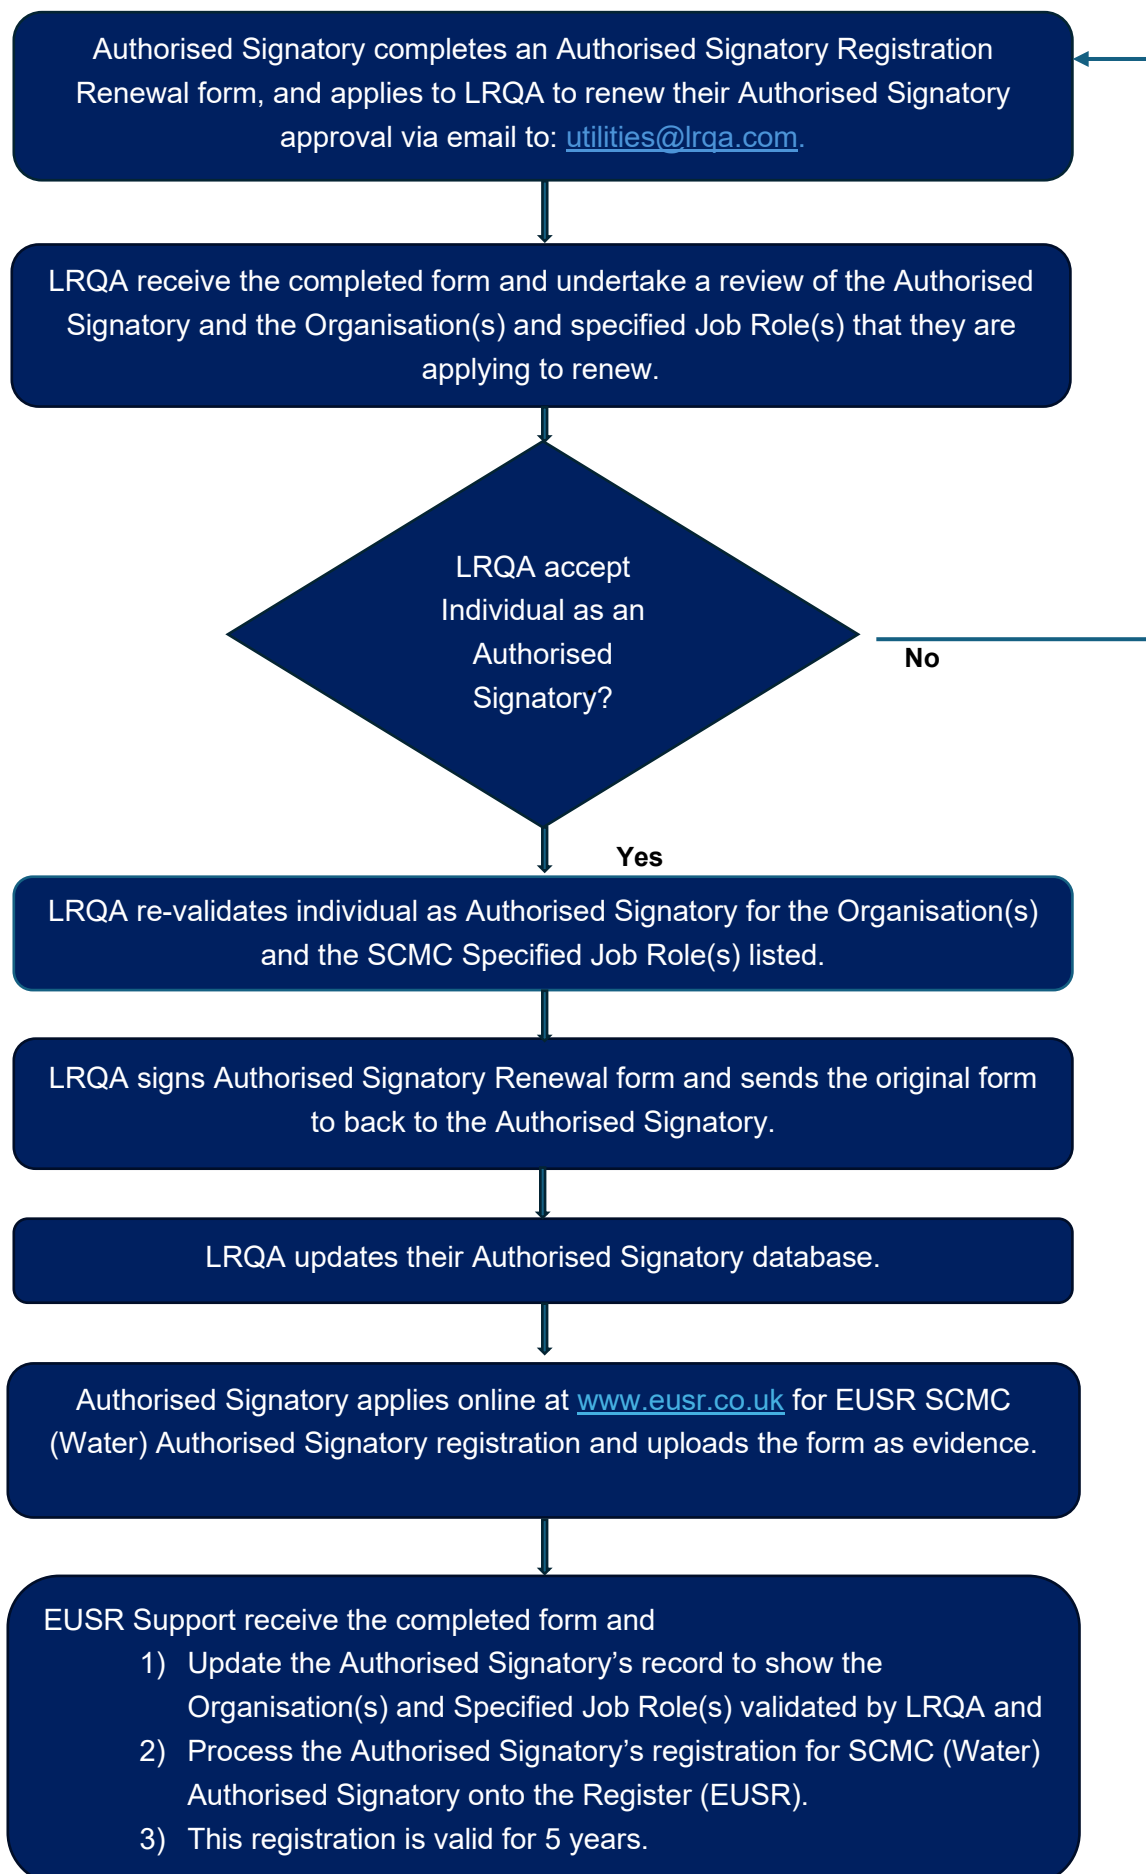 Authorised Signatory completes an Authorised Signatory Registration
Renewal form, and applies to LRQA to renew their Authorised Signatory
approval via email to: utilities@lrqa.com.
LRQA receive the completed form and undertake a review of the Authorised
Signatory and the Organisation(s) and specified Job Role(s) that they are
applying to renew.
LRQA accept
Individual as an
Authorised
Signatory?
No
Yes
LRQA re-validates individual as Authorised Signatory for the Organisation(s)
and the SCMC Specified Job Role(s) listed.
LRQA signs Authorised Signatory Renewal form and sends the original form
to back to the Authorised Signatory.
LRQA updates their Authorised Signatory database.
Authorised Signatory applies online at www.eusr.co.uk for EUSR SCMC
(Water) Authorised Signatory registration and uploads the form as evidence.
EUSR Support receive the completed form and
1) Update the Authorised Signatory’s record to show the
Organisation(s) and Specified Job Role(s) validated by LRQA and
2) Process the Authorised Signatory’s registration for SCMC (Water)
Authorised Signatory onto the Register (EUSR).
3) This registration is valid for 5 years.